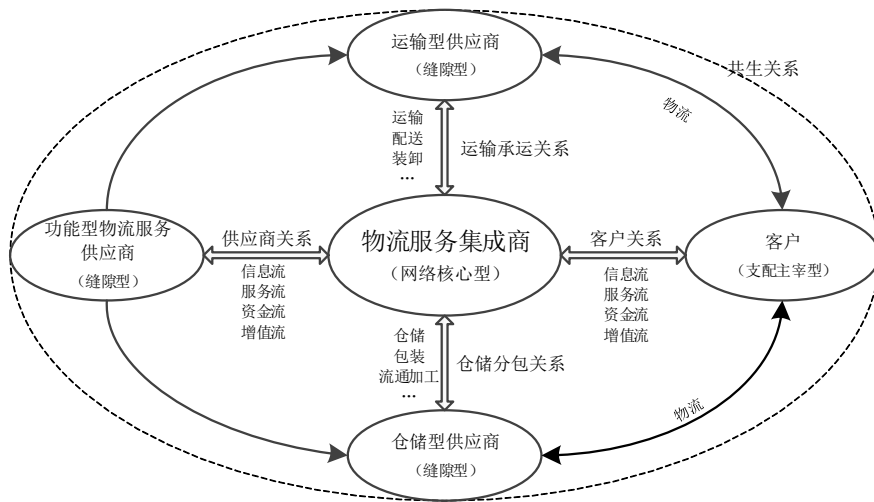 运输型供应商
（缝隙型）
共生关系
物流
运输
配送
装卸
…
运输承运关系
功能型物流服务
供应商
（缝隙型）
供应商关系
信息流
服务流
资金流
增值流
物流服务集成商
（网络核心型）
客户关系
信息流
服务流
资金流
增值流
客户
（支配主宰型）
仓储
包装
流通加工
…
仓储分包关系
物流
仓储型供应商
（缝隙型）